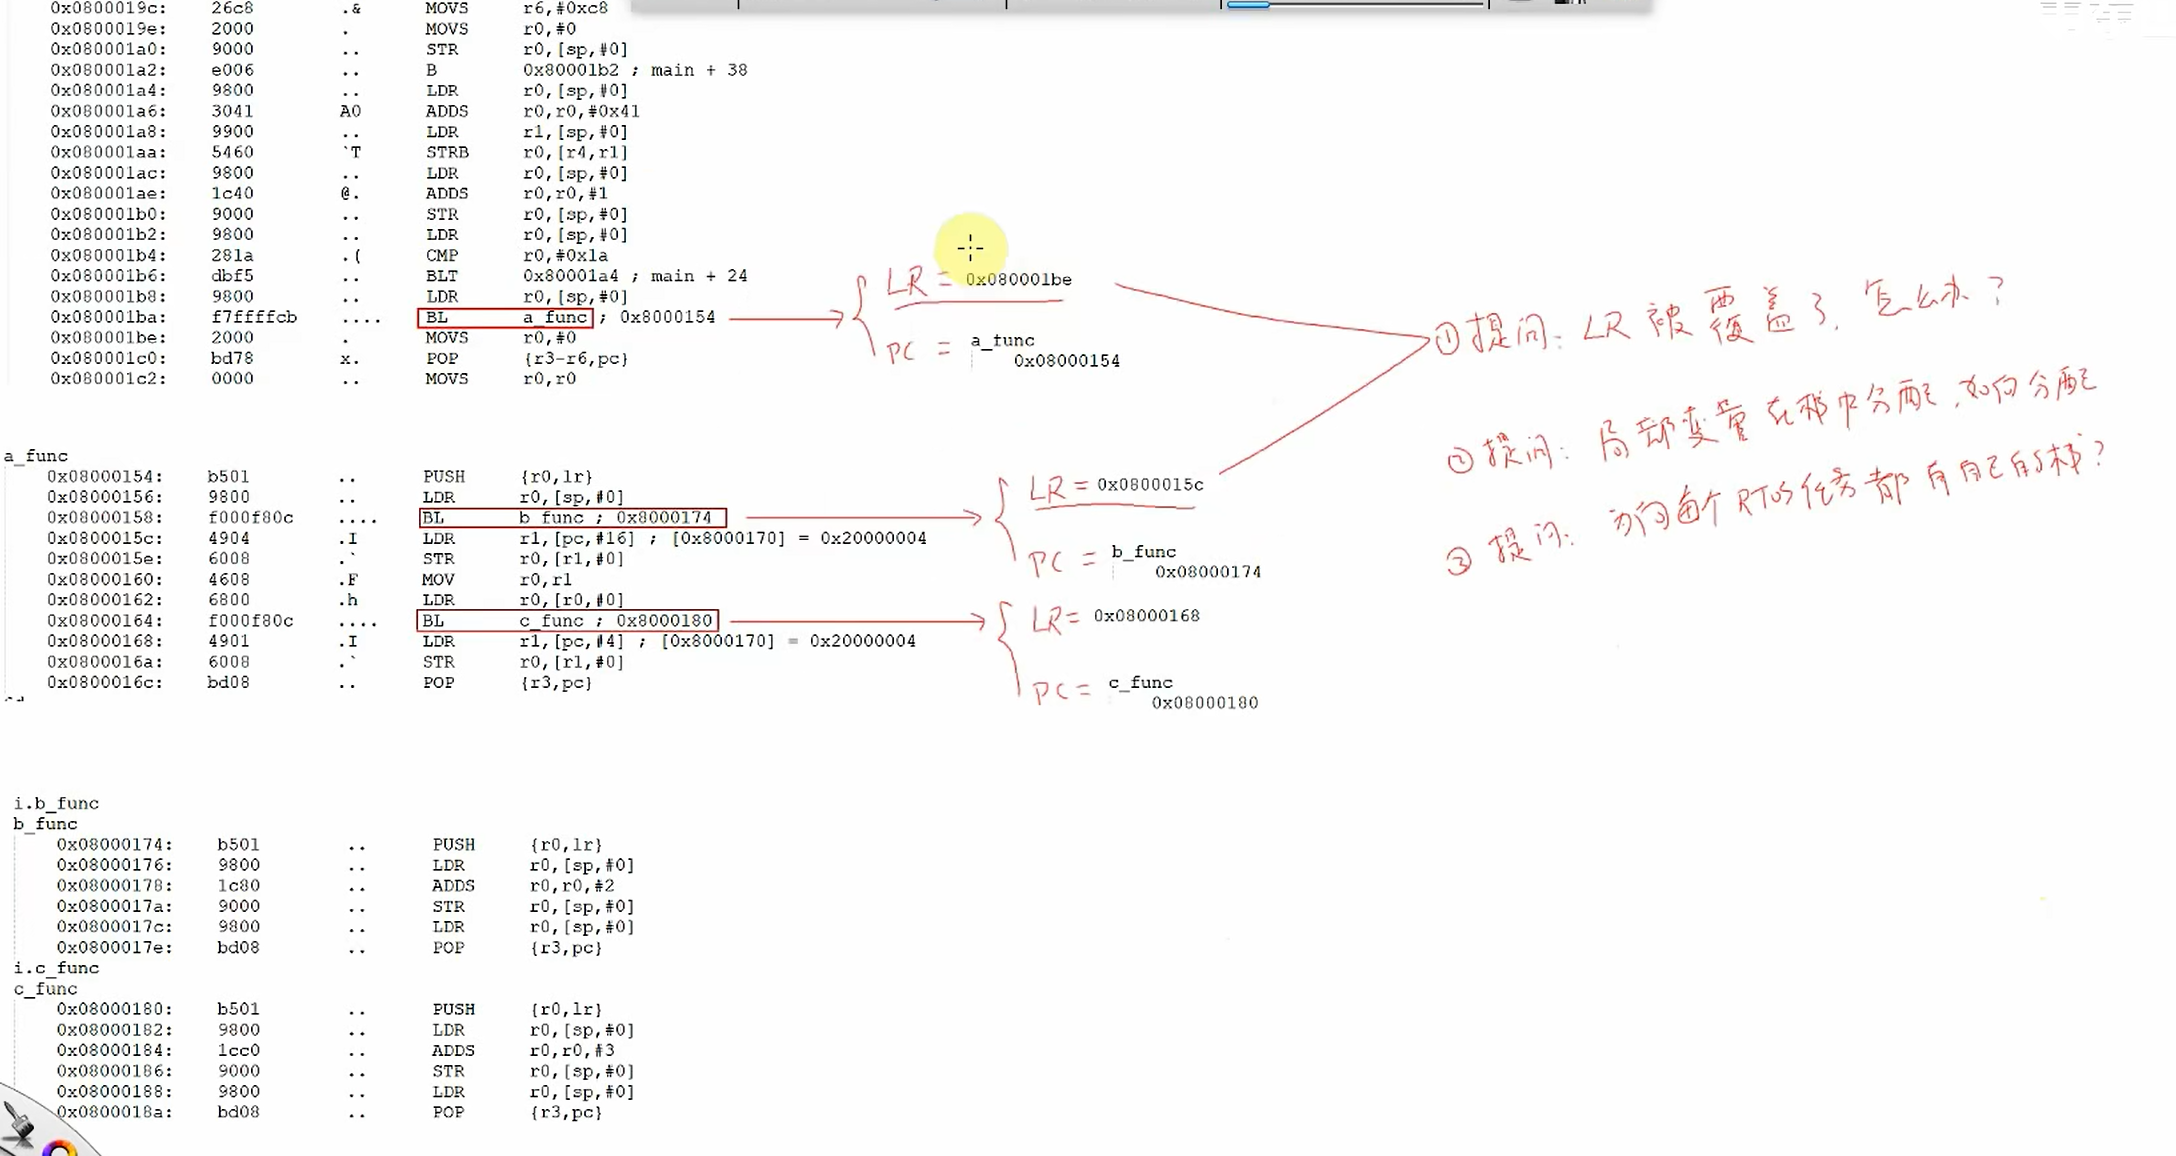 0x0800019c: 26c8 .& MOVS r6,#0xc8
0x0800019e: 2000 . MOVS r0,#0
0x080001a0: 9000 .. STR r0,[sp,#0]
0x080001a2: e006 .. B 0x80001b2 ; main + 38
0x080001a4: 9800 .. LDR r0,[sp,#0]
0x080001a6: 3041 A0 ADDS r0,r0,#0x41
0x080001a8: 9900 .. LDR r1,[sp,#0]
0x080001aa: 5460 `T STRB r0,[r4,r1]
0x080001ac: 9800 .. LDR r0,[sp,#0]
0x080001ae: 1c40 @. ADDS r0,r0,#1
0x080001b0: 9000 .. STR r0,[sp,#0]
0x080001b2: 9800 .. LDR r0,[sp,#0]
0x080001b4: 281a .( CMP r0,#0x1a
0x080001b6: dbf5 .. BLT 0x80001a4 ; main + 24
0x080001b8: 9800 .. LDR r0,[sp,#0]
0x080001ba: f7ffffcb .... BL a_func ; 0x8000154
0x080001be: 2000 . MOVS r0,#0
0x080001c0: bd78 x. POP {r3-r6,pc}
0x080001c2: 0000 .. MOVS r0,r0
LR = 0x080001be
PC = a_func
0x08000154
①提问: LR 被覆盖了, 怎么办?
②提问: 局部变量在栈中分配, 如何分配
③提问: 为何每个RTOS任务都有自己的栈?
a_func
0x08000154: b501 .. PUSH {r0,lr}
0x08000156: 9800 .. LDR r0,[sp,#0]
0x08000158: f000f80c .... BL b_func ; 0x8000174
0x0800015c: 4904 .I LDR r1,[pc,#16] ; [0x8000170] = 0x20000004
0x0800015e: 6008 .` STR r0,[r1,#0]
0x08000160: 4608 .F MOV r0,r1
0x08000162: 6800 .h LDR r0,[r0,#0]
0x08000164: f000f80c .... BL c_func ; 0x8000180
0x08000168: 4901 .I LDR r1,[pc,#4] ; [0x8000170] = 0x20000004
0x0800016a: 6008 .` STR r0,[r1,#0]
0x0800016c: bd08 .. POP {r3,pc}
LR = 0x0800015c
PC = b_func
0x08000174
LR = 0x08000168
PC = c_func
0x08000180
i.b_func
b_func
0x08000174: b501 .. PUSH {r0,lr}
0x08000176: 9800 .. LDR r0,[sp,#0]
0x08000178: 1c80 .. ADDS r0,r0,#2
0x0800017a: 9000 .. STR r0,[sp,#0]
0x0800017c: 9800 .. LDR r0,[sp,#0]
0x0800017e: bd08 .. POP {r3,pc}
i.c_func
c_func
0x08000180: b501 .. PUSH {r0,lr}
0x08000182: 9800 .. LDR r0,[sp,#0]
0x08000184: 1cc0 .. ADDS r0,r0,#3
0x08000186: 9000 .. STR r0,[sp,#0]
0x08000188: 9800 .. LDR r0,[sp,#0]
0x0800018a: bd08 .. POP {r3,pc}